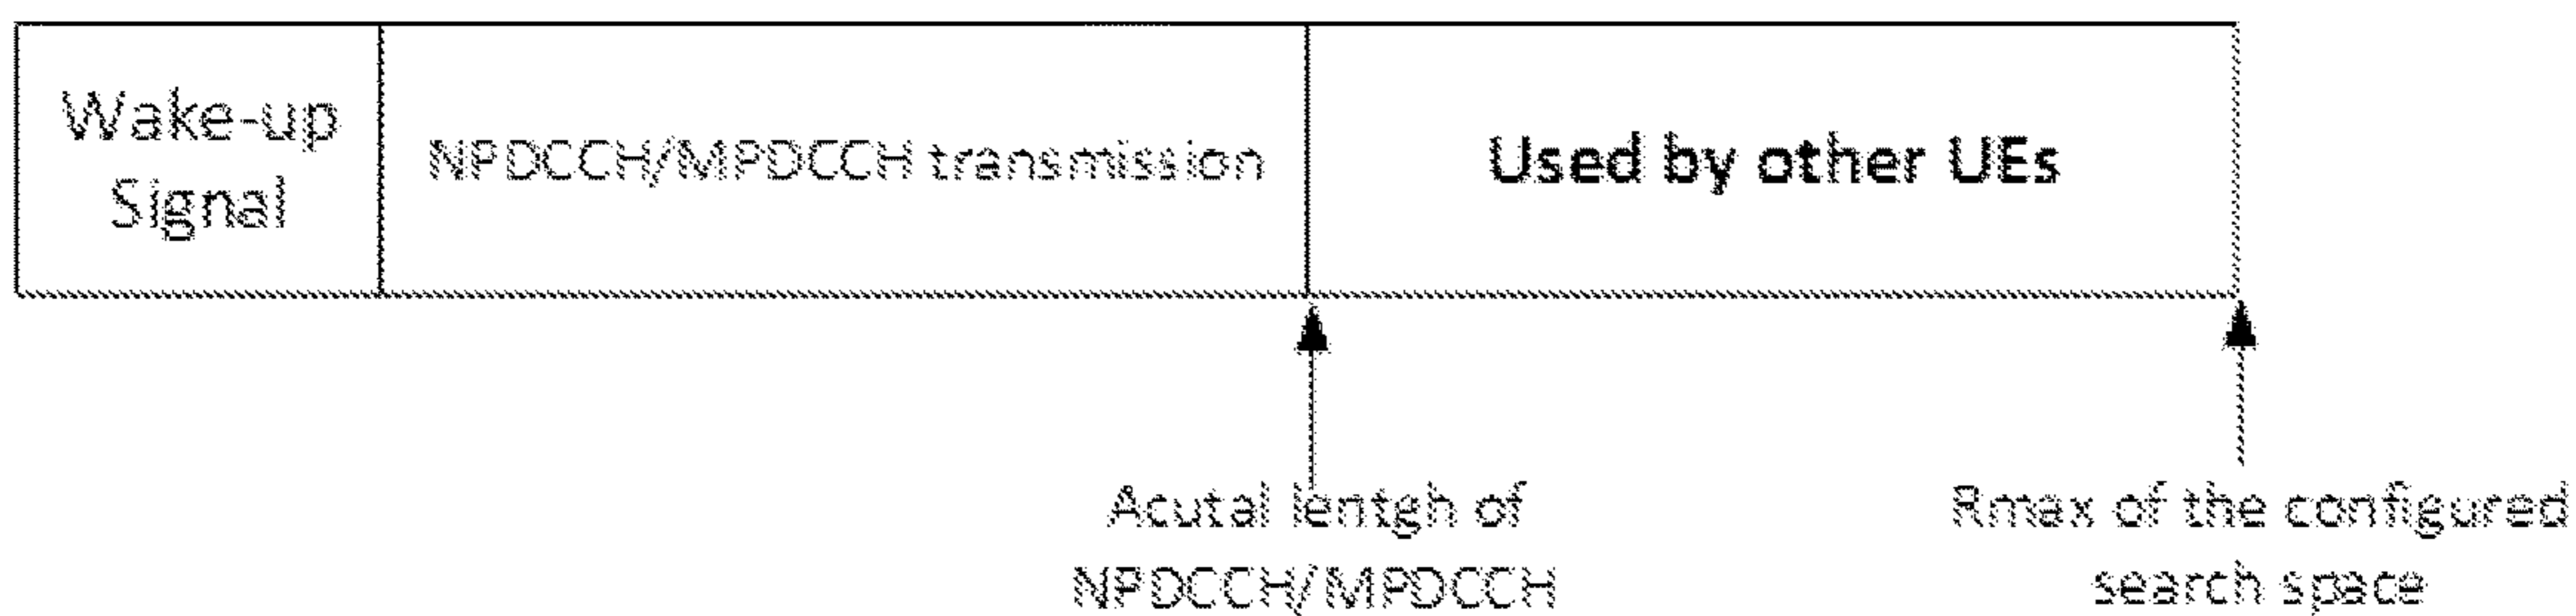 Wake-up
Signal
NPDCCH/MPDCCH transmission
Used by other UEs
Acutal lentgh of
NPDCCH/MPDCCH
Rmax of the configured
search space